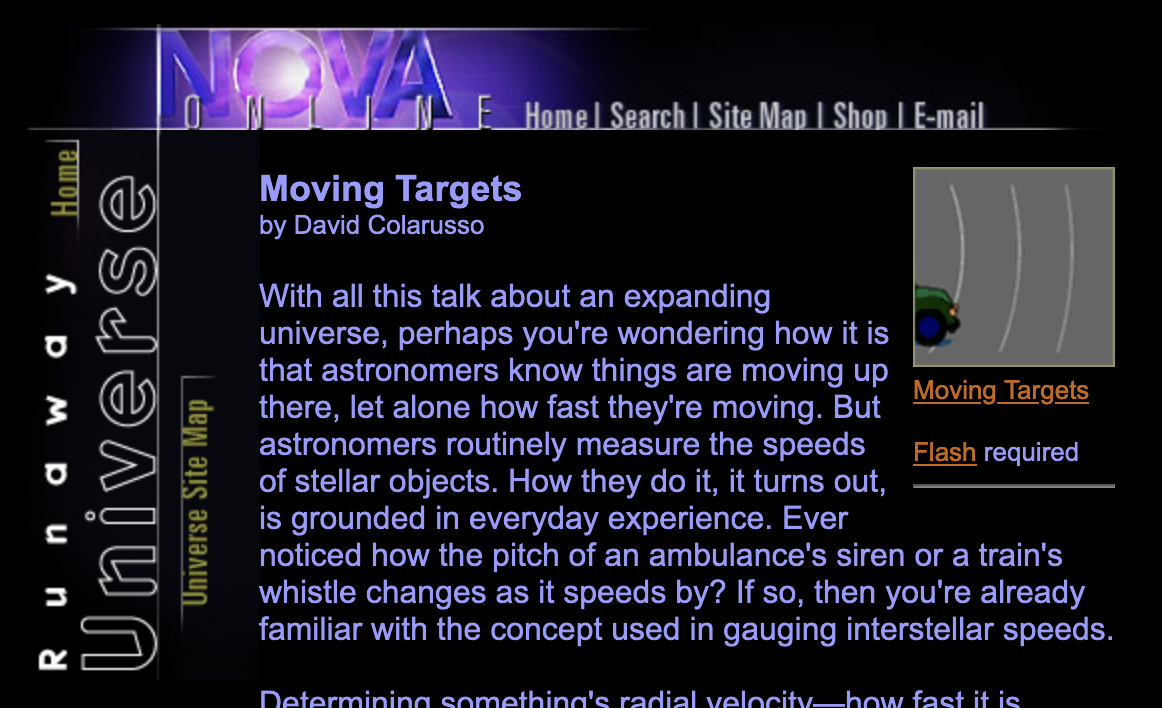 NOVA
ONLINE
Home | Search | Site Map | Shop | E-mail
Home
Runaway
Universe
Universe Site Map
Moving Targets
by David Colarusso
With all this talk about an expanding
universe, perhaps you're wondering how it is
that astronomers know things are moving up
there, let alone how fast they're moving. But
astronomers routinely measure the speeds
of stellar objects. How they do it, it turns out,
is grounded in everyday experience. Ever
noticed how the pitch of an ambulance's siren or a train's
whistle changes as it speeds by? If so, then you're already
familiar with the concept used in gauging interstellar speeds.
Determining something's radial velocity—how fast it is
Moving Targets
Flash required